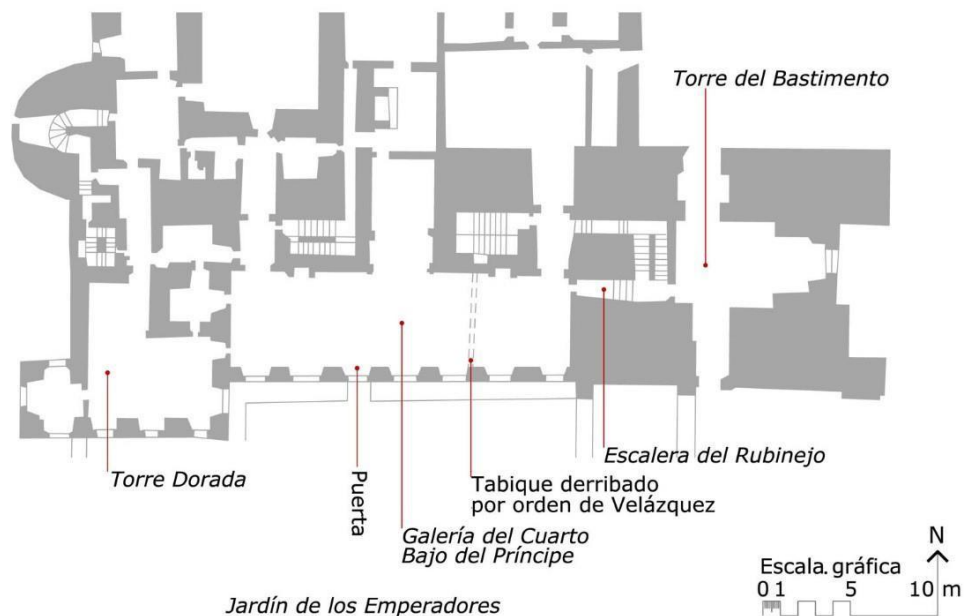 Torre del Bastimento
Escalera del Rubinejo
Torre Dorada
Puerta
Tabique derribado
por orden de Velázquez
Galería del Cuarto
Bajo del Príncipe
Jardín de los Emperadores
N
Escala. gráfica
0 1 5 10 m